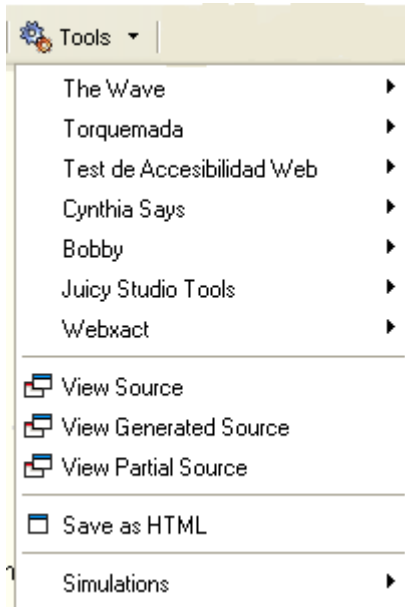 Tools
The Wave
Torquemada
Test de Accesibilidad Web
Cynthia Says
Bobby
Juicy Studio Tools
Webxact
View Source
View Generated Source
View Partial Source
Save as HTML
Simulations